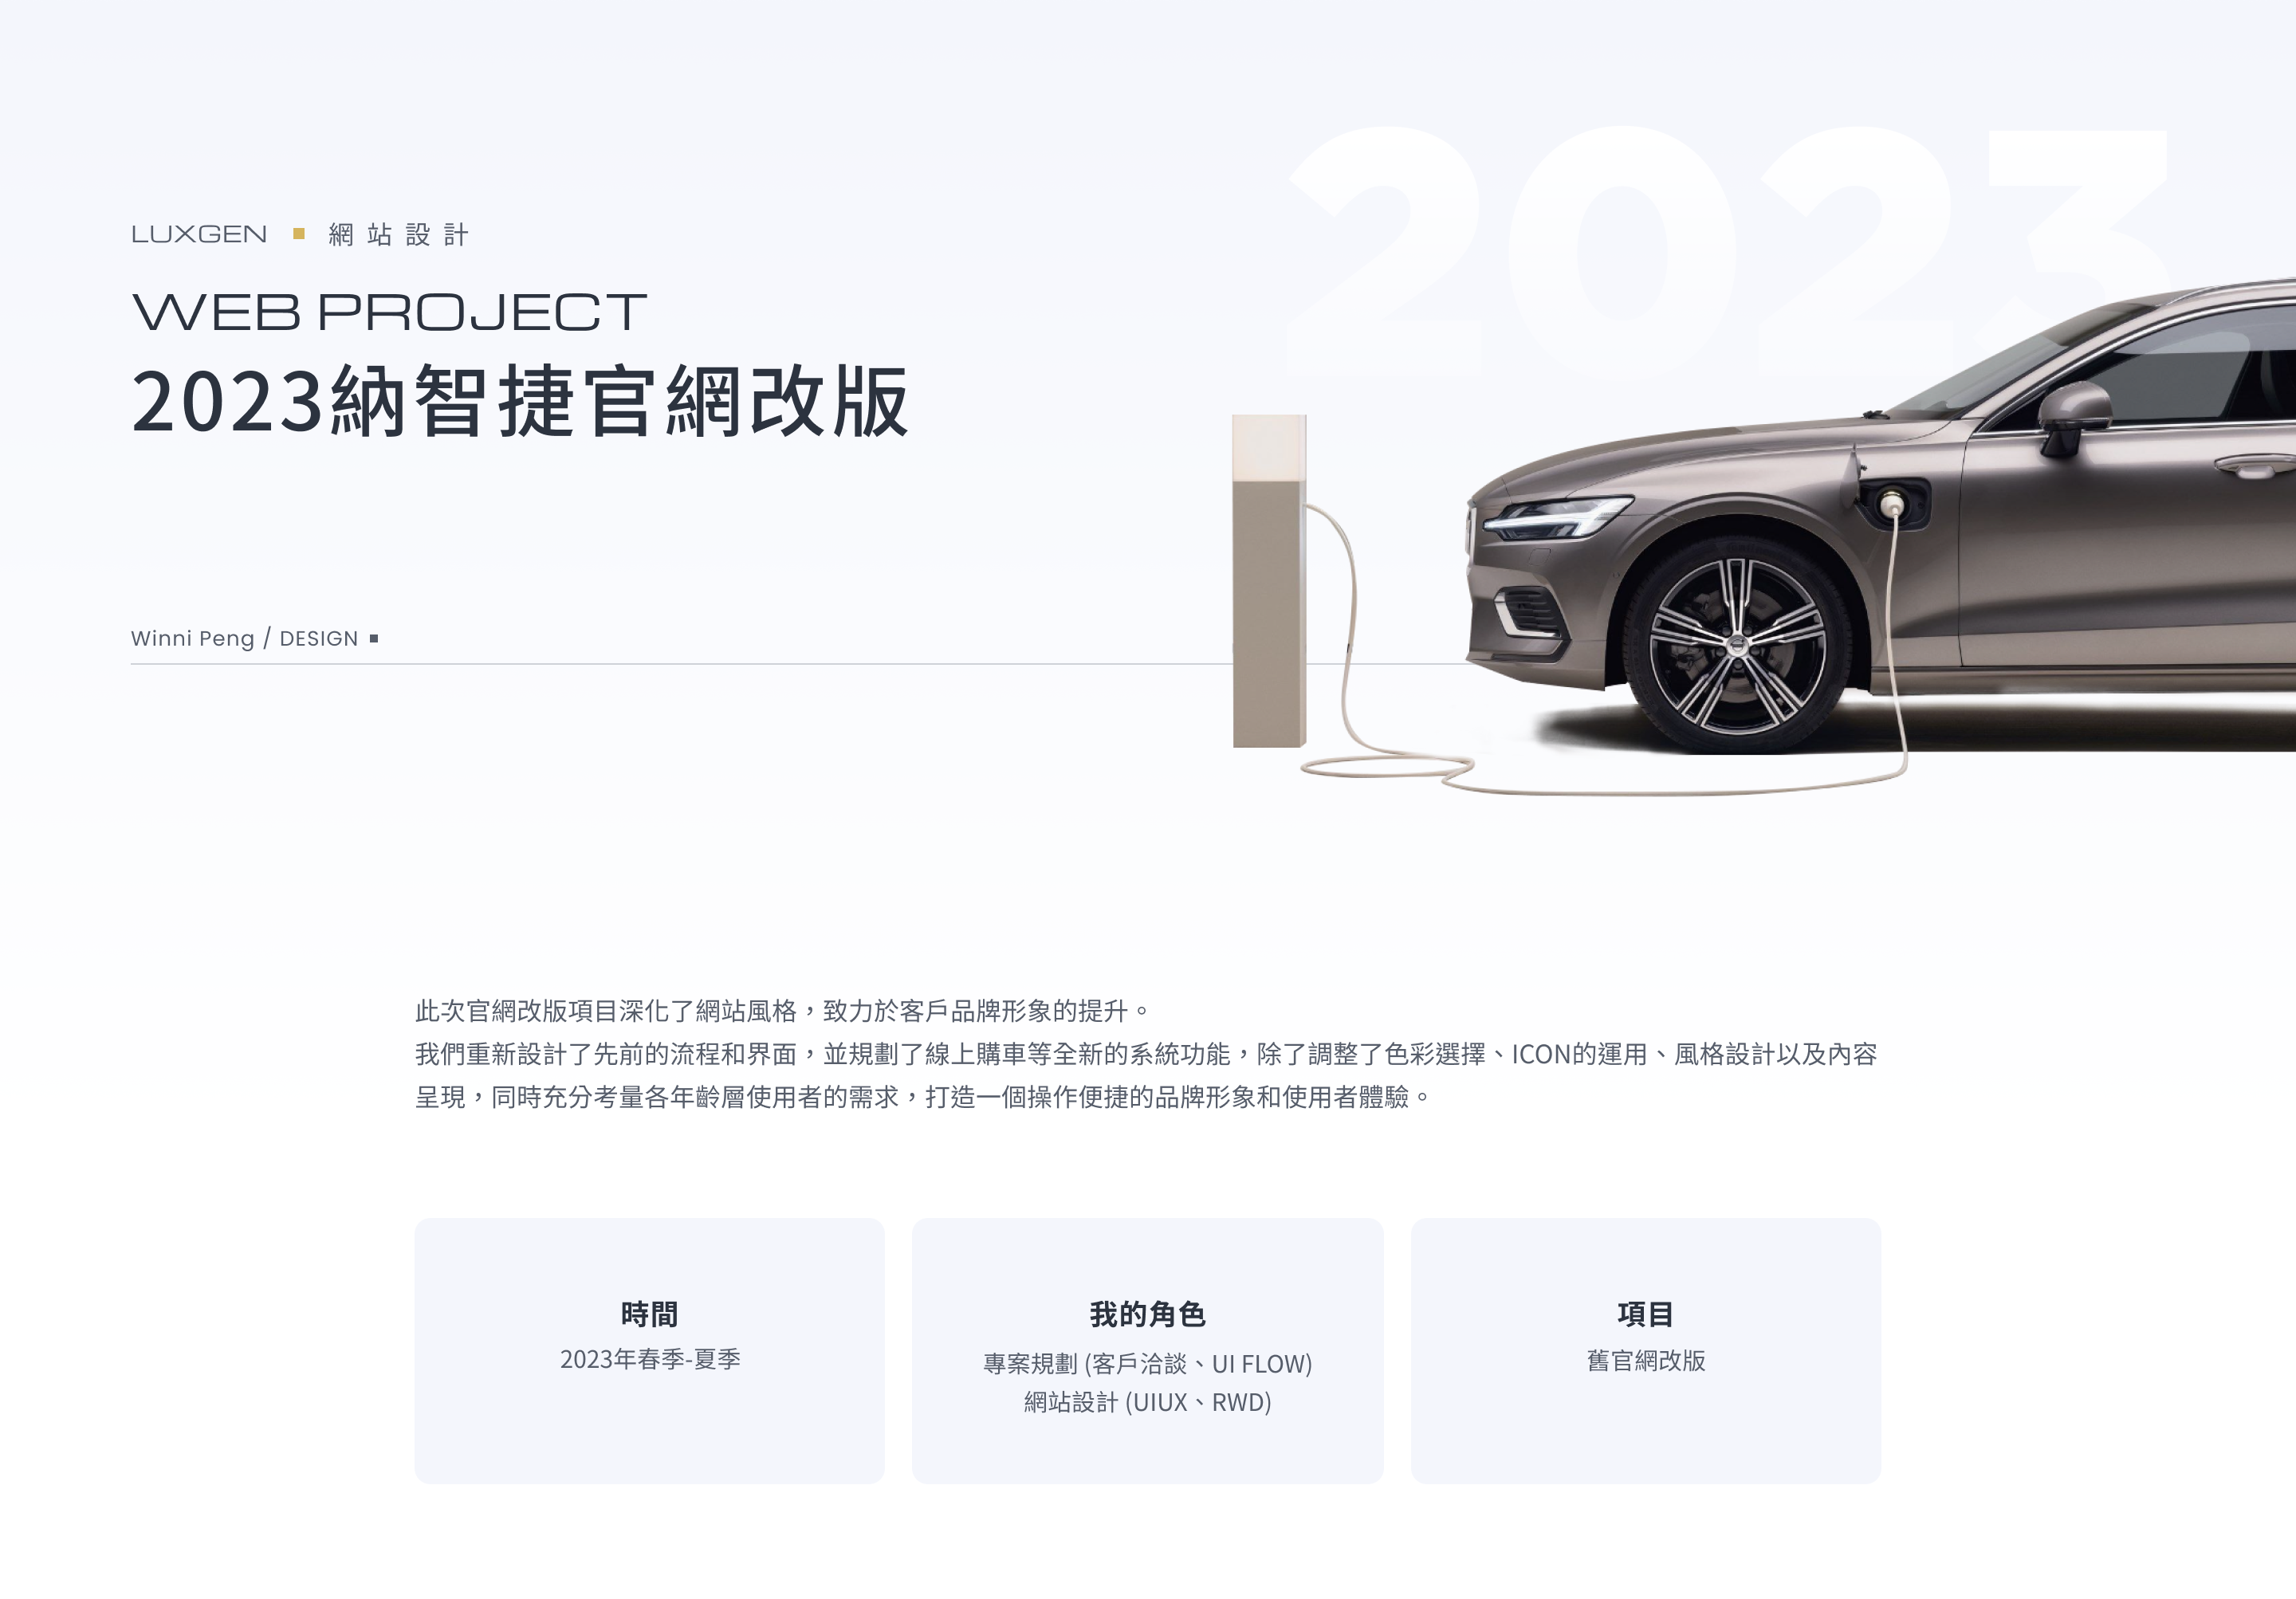 2023
LUXGEN ■ 網站設計
WEB PROJECT
2023納智捷官網改版
Winni Peng / DESIGN ■
此次官網改版項目深化了網站風格，致力於客戶品牌形象的提升。
我們重新設計了先前的流程和界面，並規劃了線上購車等全新的系統功能，除了調整了色彩選擇、ICON的運用、風格設計以及內容
呈現，同時充分考量各年齡層使用者的需求，打造一個操作便捷的品牌形象和使用者體驗。
時間
2023年春季-夏季
我的角色
專案規劃 (客戶洽談、UI FLOW)
網站設計 (UIUX、RWD)
項目
舊官網改版